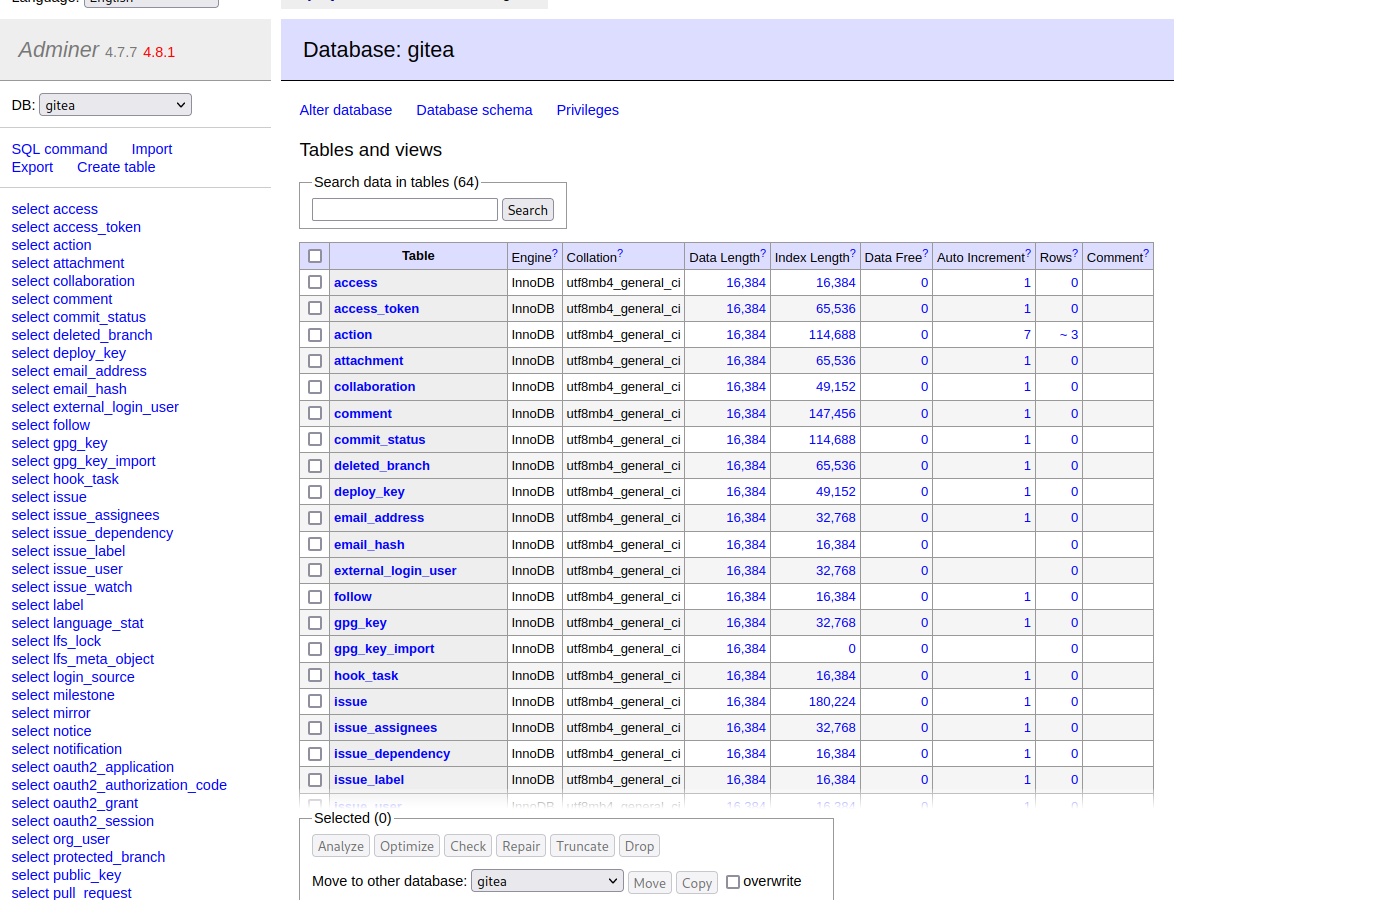 Language: English
Adminer 4.7.7 4.8.1
DB: gitea
SQL command Import
Export Create table
select access
select access_token
select action
select attachment
select collaboration
select comment
select commit_status
select deleted_branch
select deploy_key
select email_address
select email_hash
select external_login_user
select follow
select gpg_key
select gpg_key_import
select hook_task
select issue
select issue_assignees
select issue_dependency
select issue_label
select issue_user
select issue_watch
select label
select language_stat
select lfs_lock
select lfs_meta_object
select login_source
select milestone
select mirror
select notice
select notification
select oauth2_application
select oauth2_authorization_code
select oauth2_grant
select oauth2_session
select org_user
select protected_branch
select public_key
select pull_request
Database: gitea
Alter database Database schema Privileges
Tables and views
Search data in tables (64)
Search
Table Engine? Collation? Data Length? Index Length? Data Free? Auto Increment? Rows? Comment?
access InnoDB utf8mb4_general_ci 16,384 16,384 0 1 0
access_token InnoDB utf8mb4_general_ci 16,384 65,536 0 1 0
action InnoDB utf8mb4_general_ci 16,384 114,688 0 7 ~ 3
attachment InnoDB utf8mb4_general_ci 16,384 65,536 0 1 0
collaboration InnoDB utf8mb4_general_ci 16,384 49,152 0 1 0
comment InnoDB utf8mb4_general_ci 16,384 147,456 0 1 0
commit_status InnoDB utf8mb4_general_ci 16,384 114,688 0 1 0
deleted_branch InnoDB utf8mb4_general_ci 16,384 65,536 0 1 0
deploy_key InnoDB utf8mb4_general_ci 16,384 49,152 0 1 0
email_address InnoDB utf8mb4_general_ci 16,384 32,768 0 1 0
email_hash InnoDB utf8mb4_general_ci 16,384 16,384 0 0
external_login_user InnoDB utf8mb4_general_ci 16,384 32,768 0 0
follow InnoDB utf8mb4_general_ci 16,384 16,384 0 1 0
gpg_key InnoDB utf8mb4_general_ci 16,384 32,768 0 1 0
gpg_key_import InnoDB utf8mb4_general_ci 16,384 0 0 0
hook_task InnoDB utf8mb4_general_ci 16,384 16,384 0 1 0
issue InnoDB utf8mb4_general_ci 16,384 180,224 0 1 0
issue_assignees InnoDB utf8mb4_general_ci 16,384 32,768 0 1 0
issue_dependency InnoDB utf8mb4_general_ci 16,384 16,384 0 1 0
issue_label InnoDB utf8mb4_general_ci 16,384 16,384 0 1 0
issue_user InnoDB utf8mb4_general_ci 16,384 16,384 0 1 0
Selected (0)
Analyze Optimize Check Repair Truncate Drop
Move to other database: gitea Move Copy overwrite